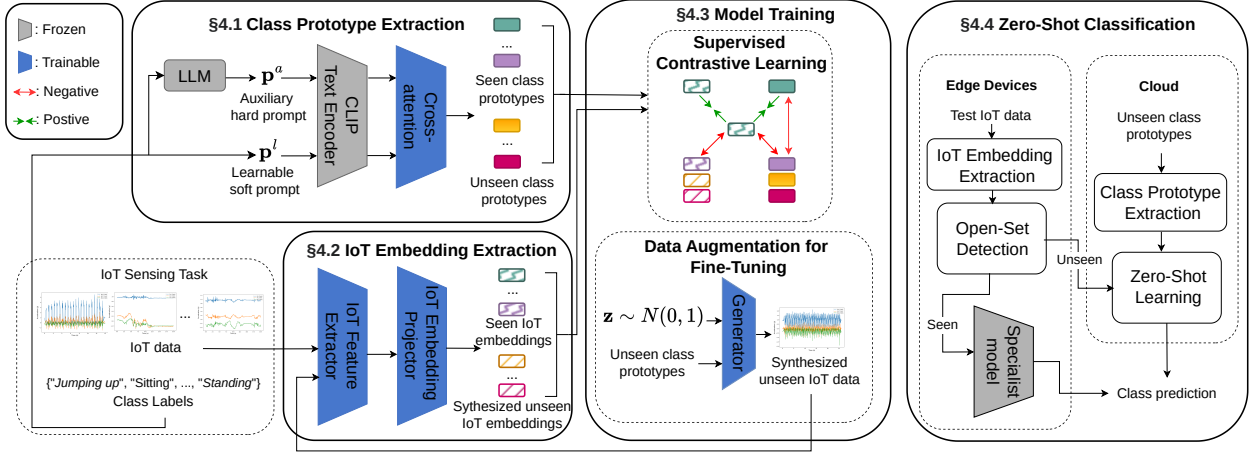 : Frozen
: Trainable
: Negative
: Postive
§4.1 Class Prototype Extraction
LLM
p^a
Auxiliary
hard prompt
p^l
Learnable
soft prompt
CLIP
Text Encoder
Cross-
attention
...
Seen class
prototypes
...
Unseen class
prototypes
IoT Sensing Task
...
IoT data
{"Jumping up", "Sitting", ..., "Standing"}
Class Labels
§4.2 IoT Embedding Extraction
IoT Feature
Extractor
IoT Embedding
Projector
...
Seen IoT
embeddings
...
Sythesized unseen
IoT embeddings
§4.3 Model Training
Supervised
Contrastive Learning
Data Augmentation for
Fine-Tuning
z ∼ N(0, 1)
Unseen class
prototypes
Generator
Synthesized
unseen IoT data
§4.4 Zero-Shot Classification
Edge Devices
Test IoT data
IoT Embedding
Extraction
Open-Set
Detection
Unseen
Seen
Specialist
model
Cloud
Unseen class
prototypes
Class Prototype
Extraction
Zero-Shot
Learning
Class prediction